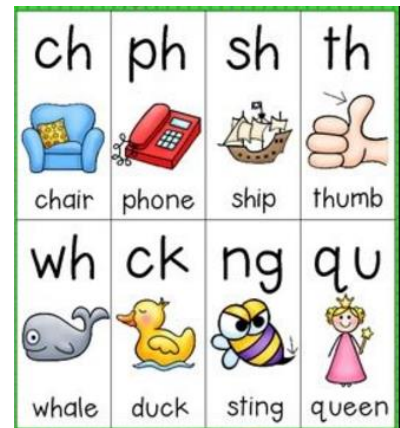 ch ph sh th
chair phone ship thumb
wh ck ng qu
whale duck sting queen